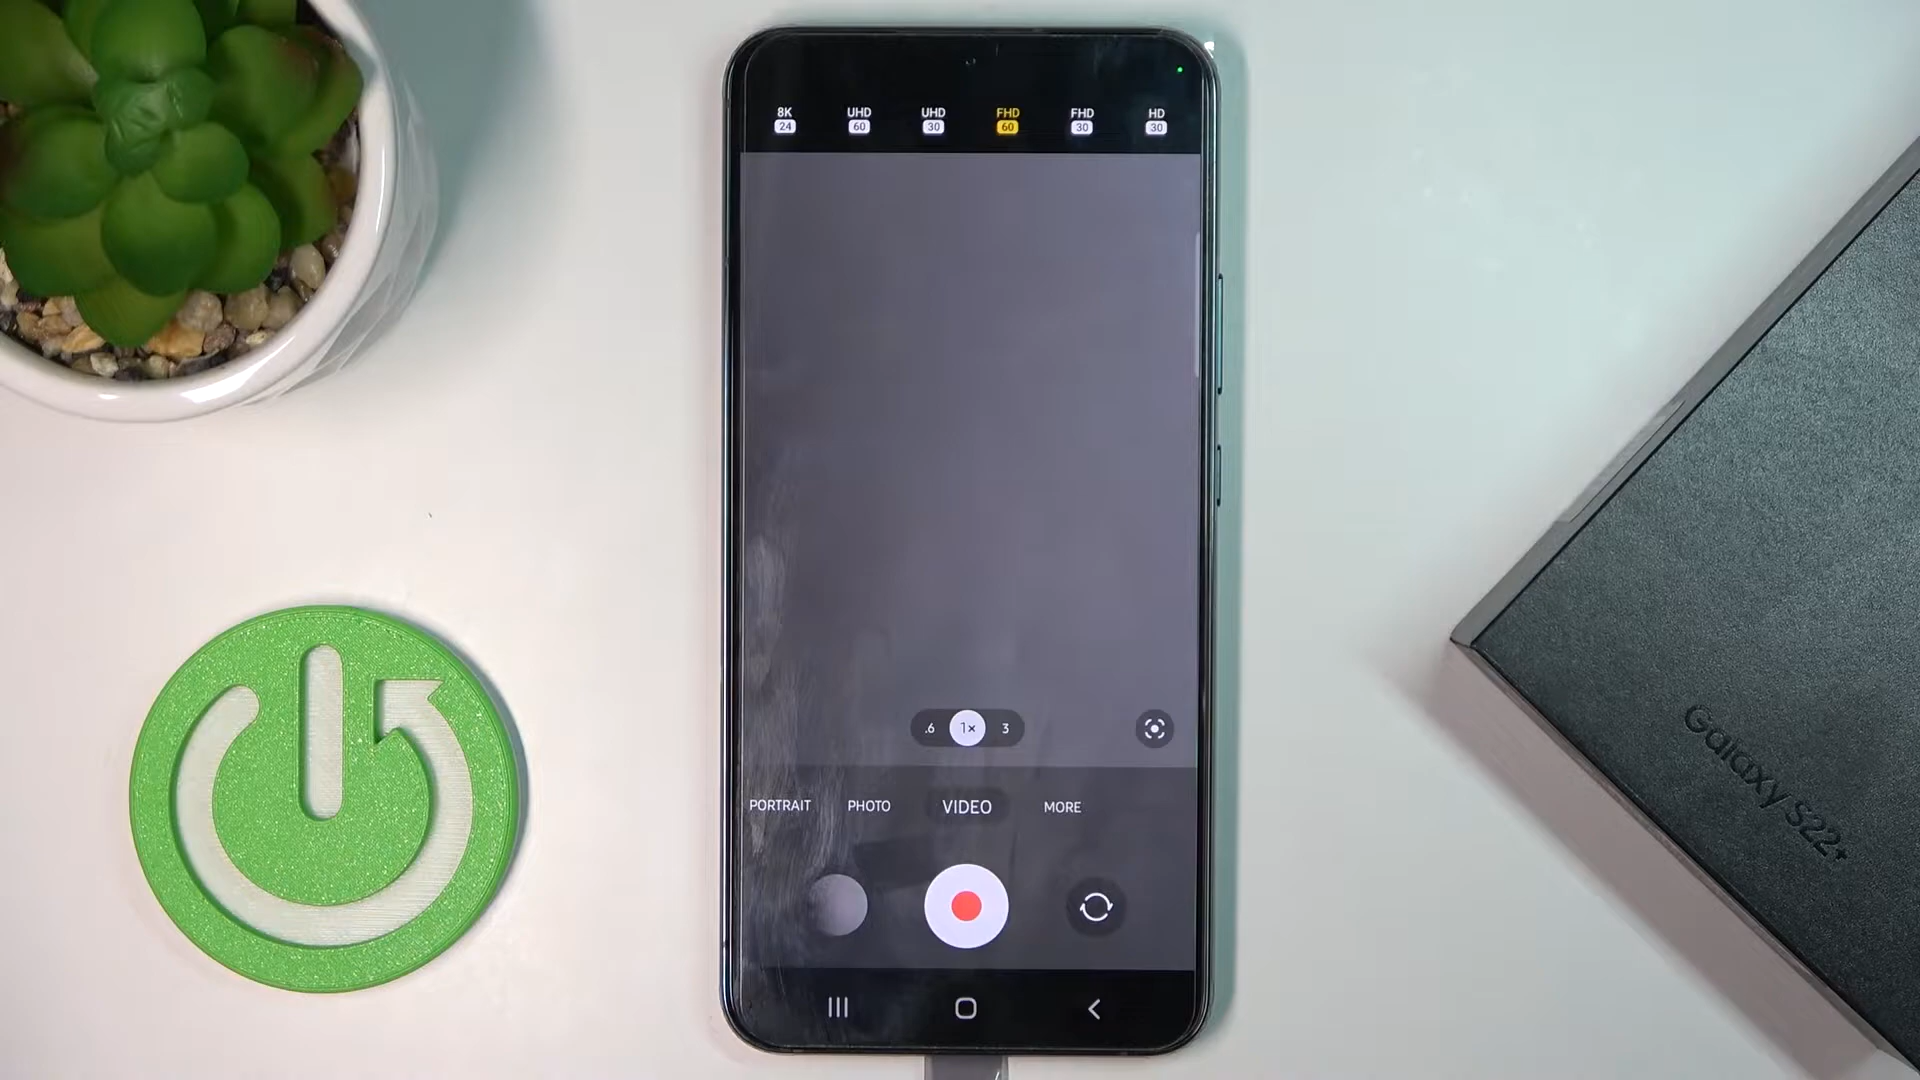 8K UHD UHD FHD FHD HD
24 60 30 60 30 30
.6 1x 3
PORTRAIT PHOTO VIDEO MORE
Galaxy S22+